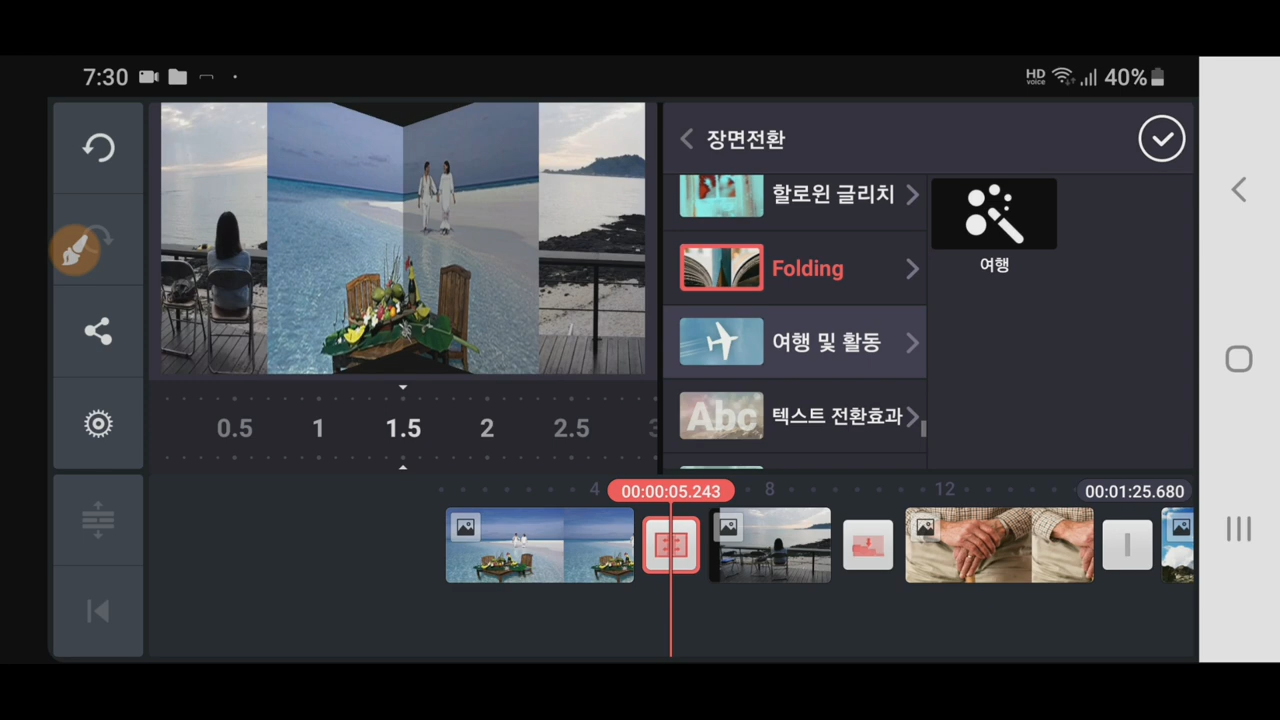 7:30
HD voice 40%
장면전환
할로윈 글리치
Folding
여행 및 활동
Abc 텍스트 전환효과
여행
0.5 1 1.5 2 2.5
4 00:00:05.243 8 12 00:01:25.680